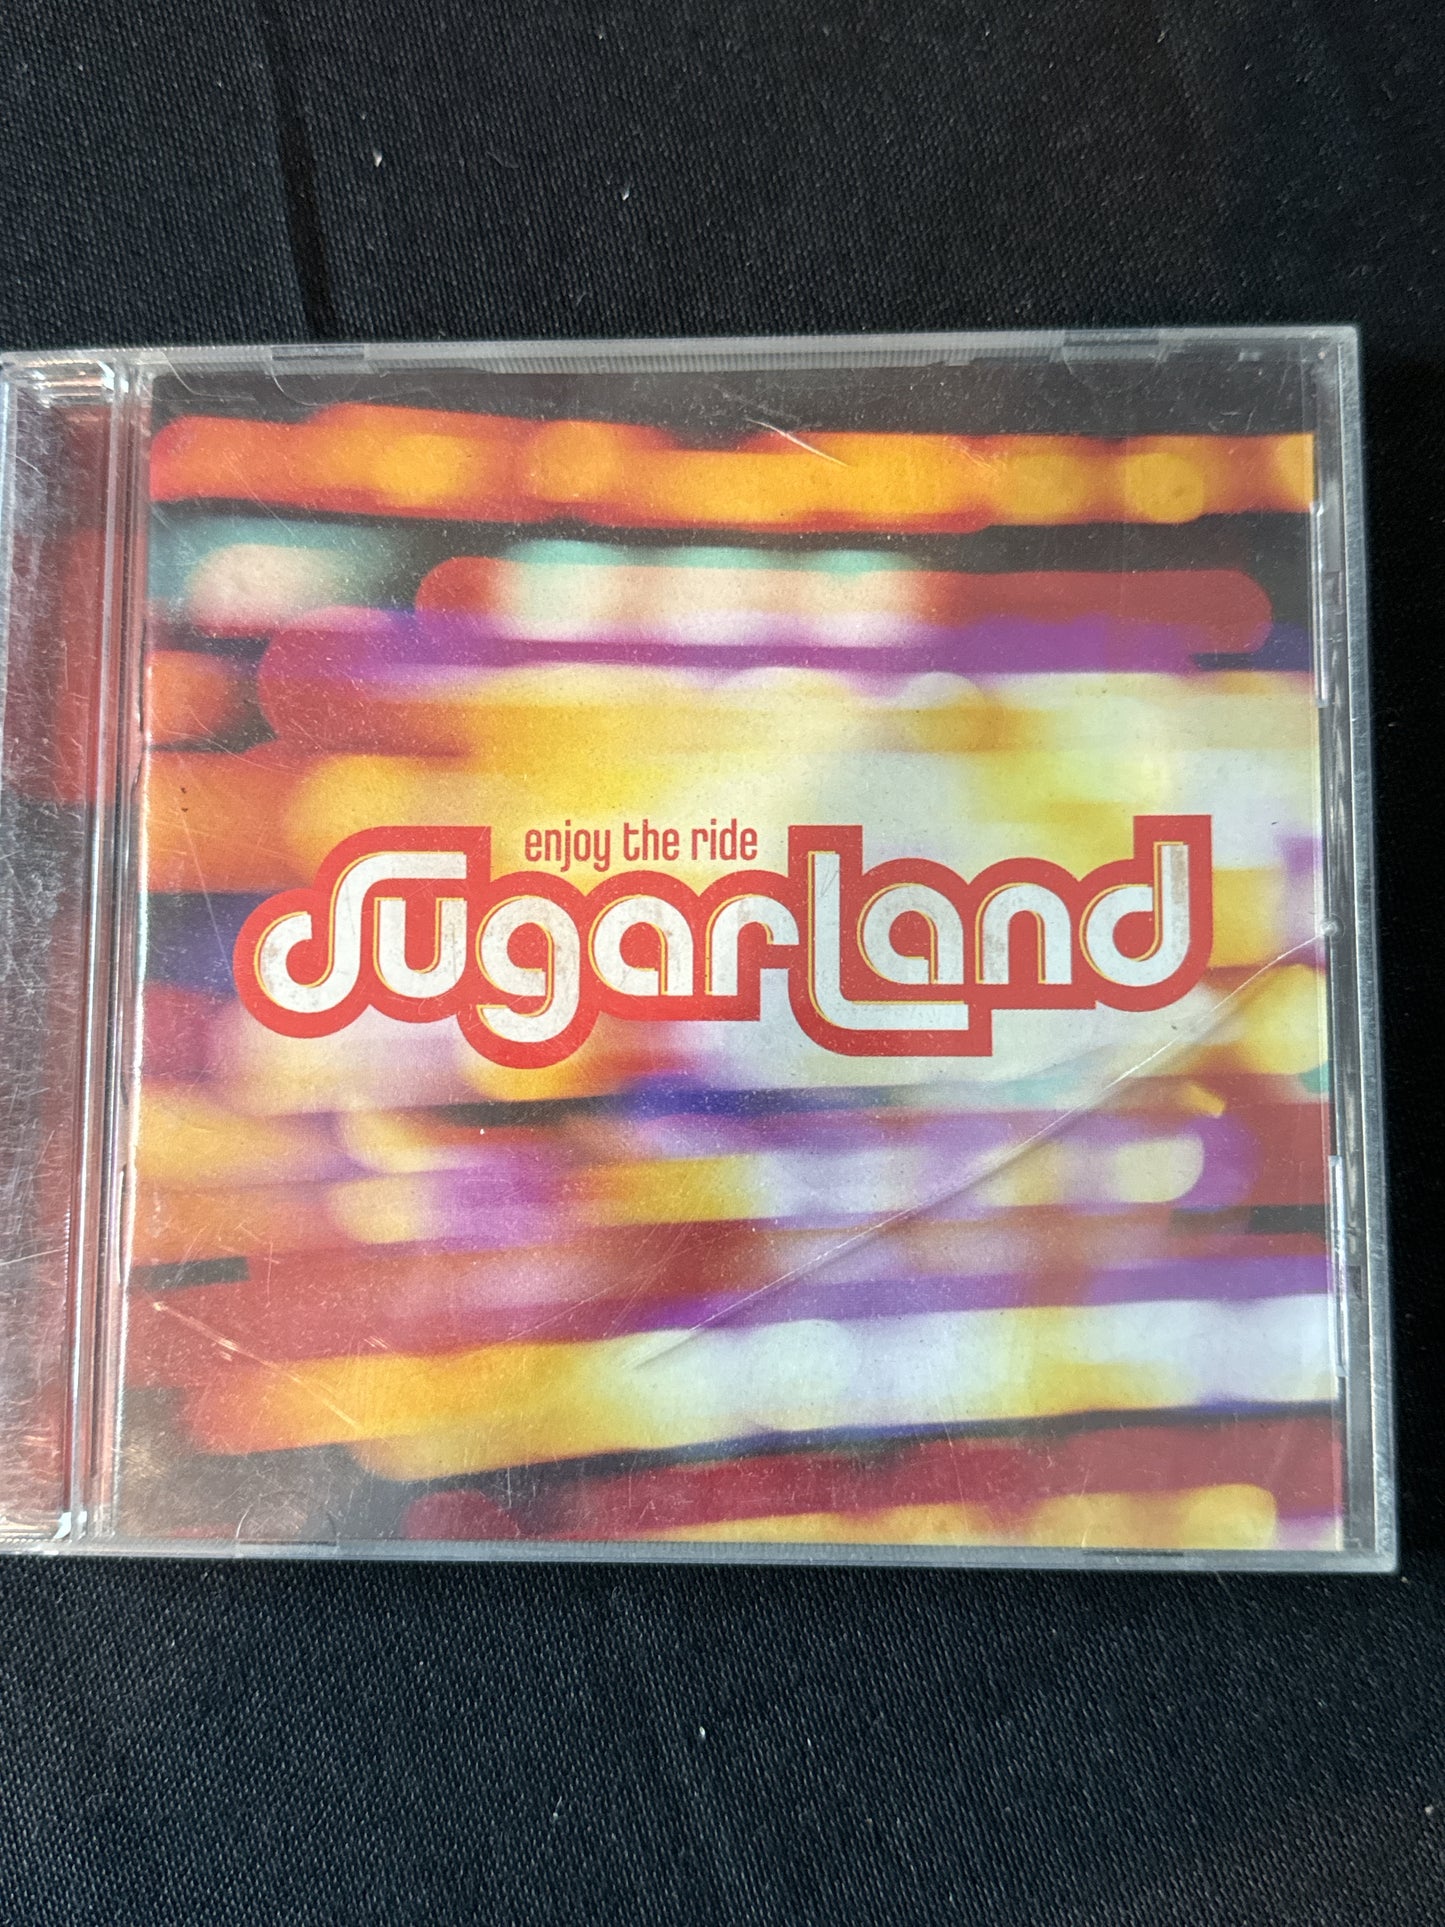 enjoy the ride
sugarland